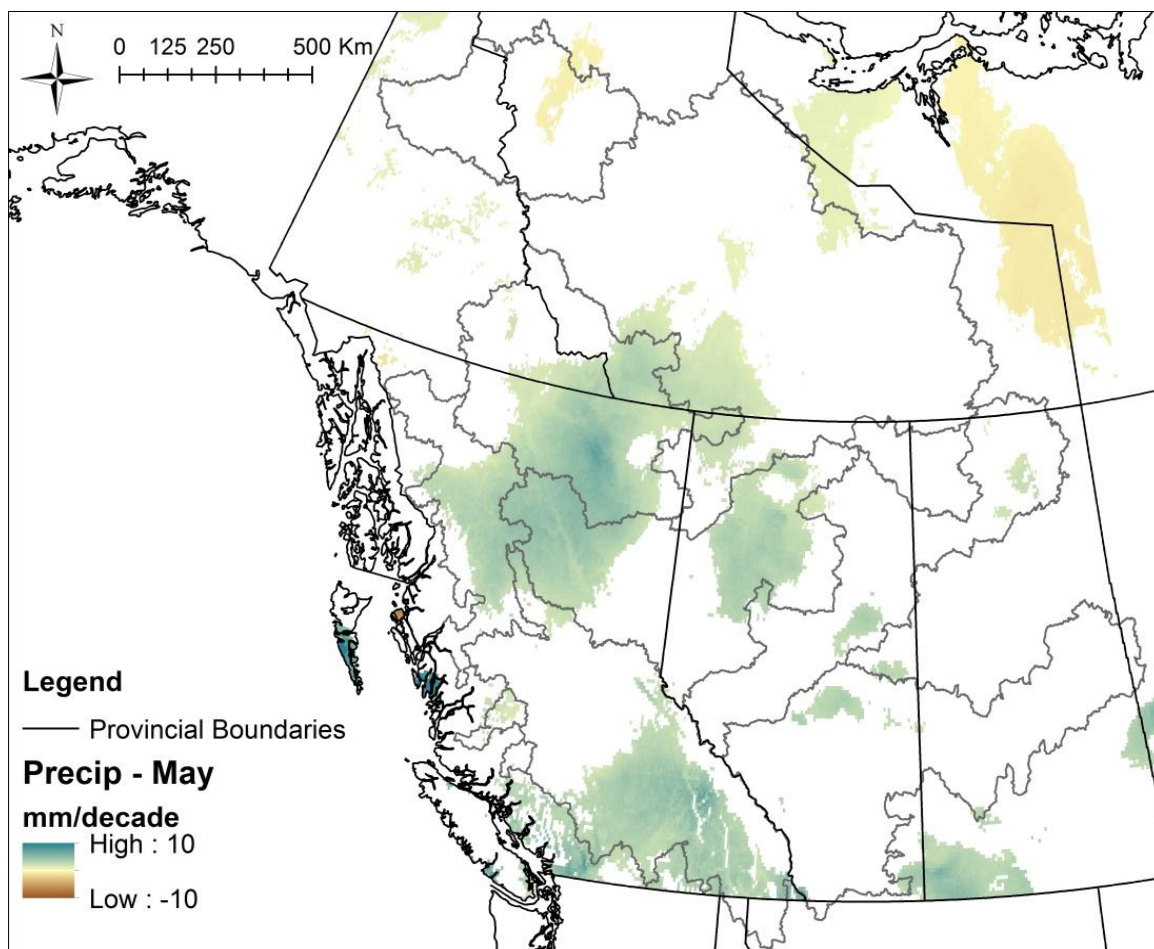 N
0 125 250 500 Km
Legend
Provincial Boundaries
Precip - May
mm/decade
High : 10
Low : -10